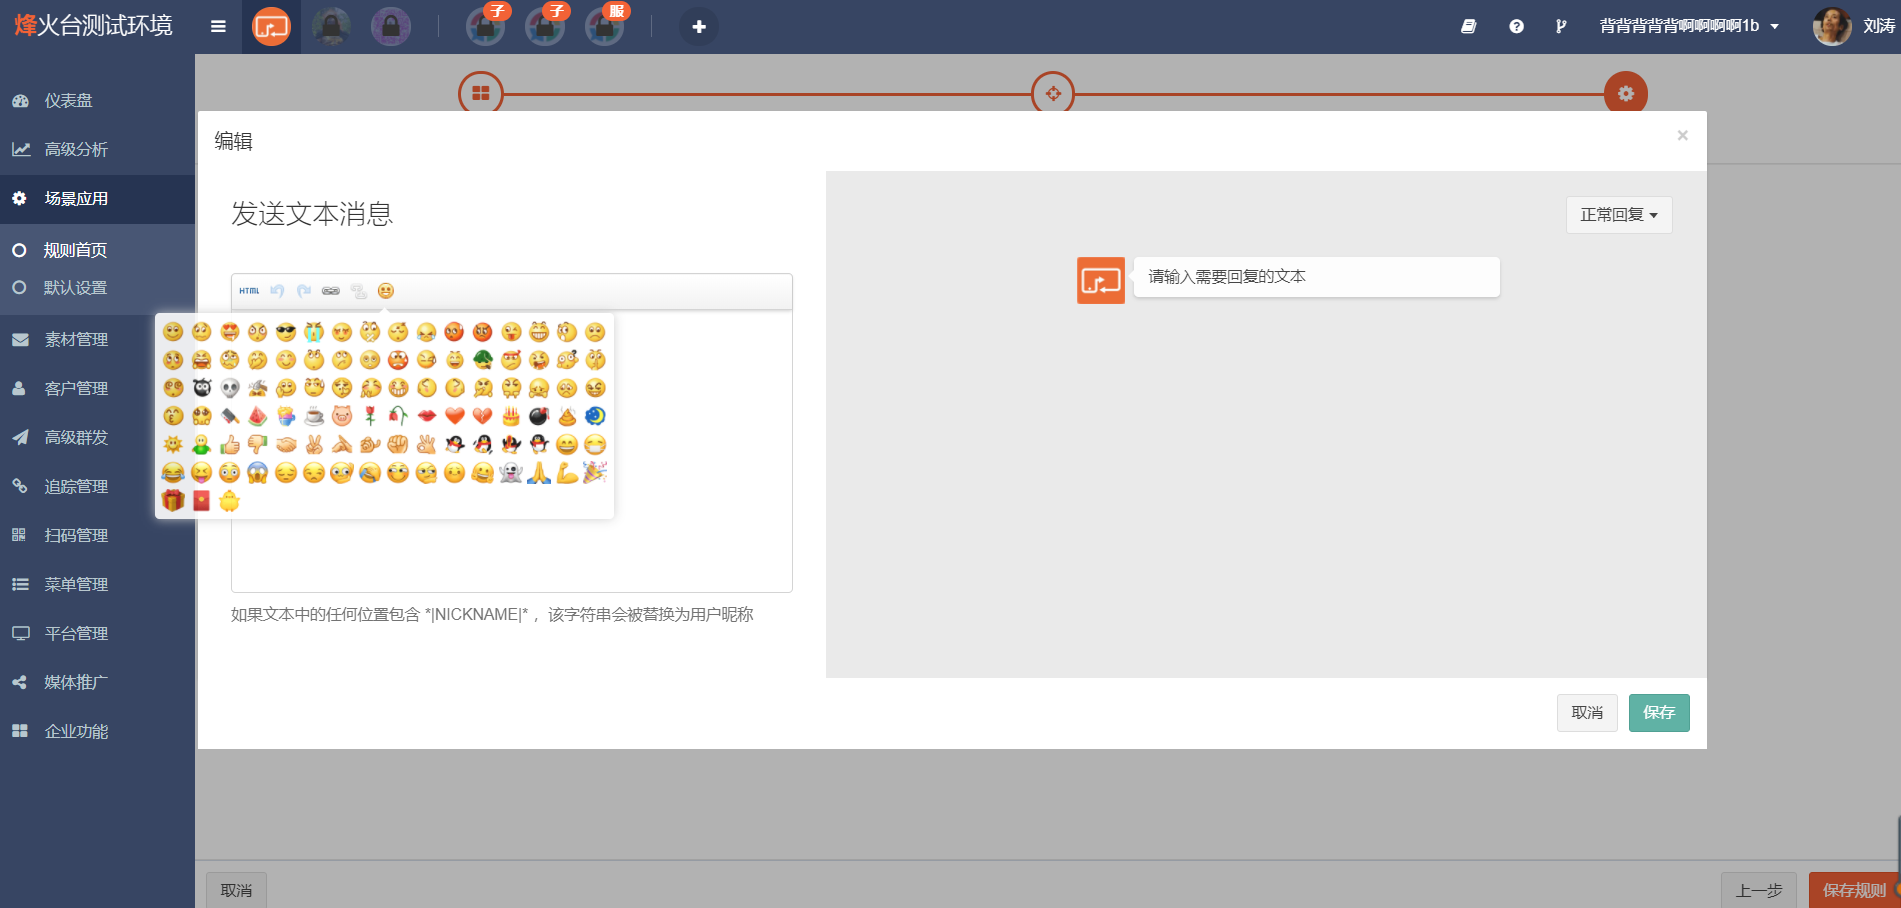 烽火台测试环境
子
子
服
背背背背背啊啊啊啊1b
刘涛
仪表盘
高级分析
场景应用
规则首页
默认设置
素材管理
客户管理
高级群发
追踪管理
扫码管理
菜单管理
平台管理
媒体推广
企业功能
编辑
×
发送文本消息
HTML
如果文本中的任何位置包含 *|NICKNAME|* ，该字符串会被替换为用户昵称
正常回复
请输入需要回复的文本
取消
保存
取消
上一步
保存规则